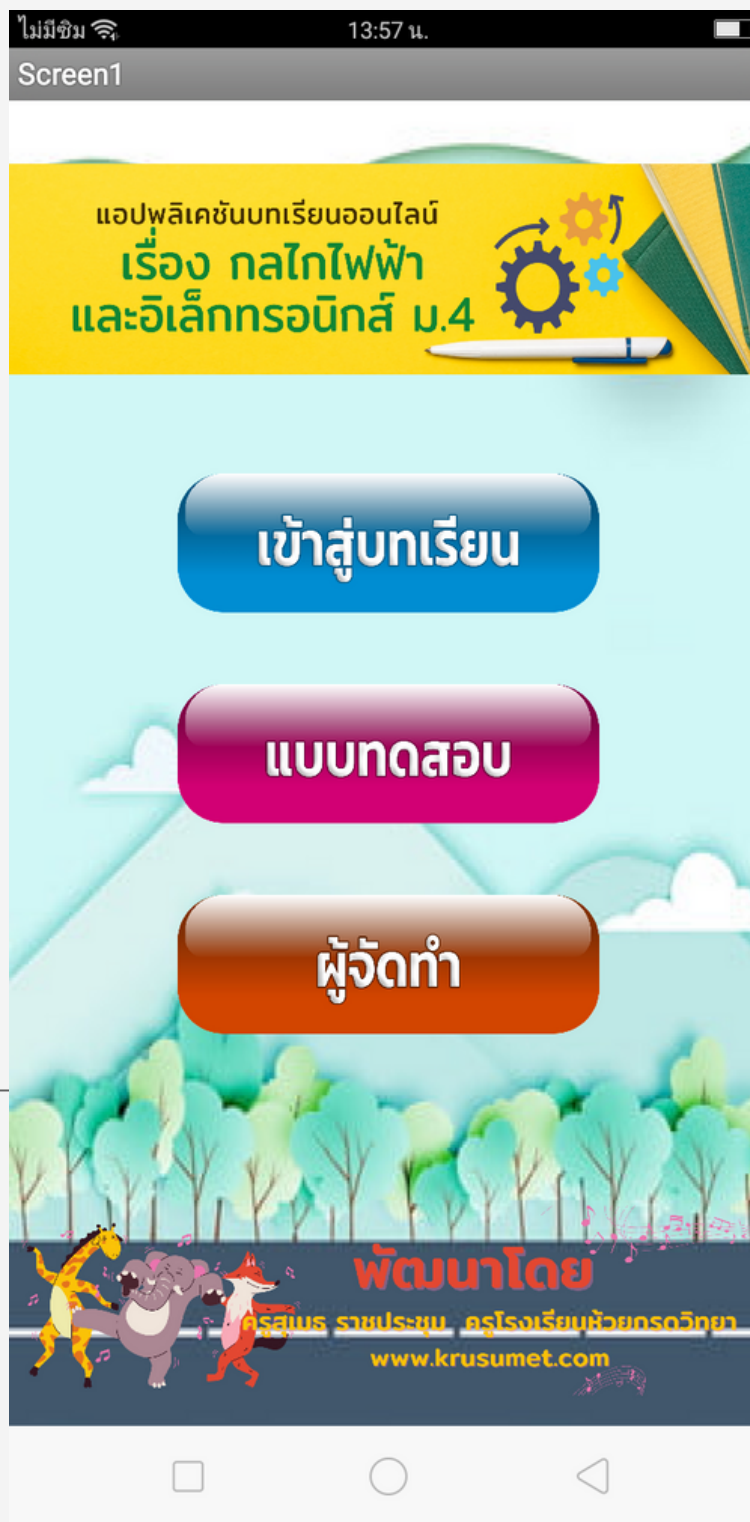 ไม่มีซิม
13:57 น.
Screen1
แอปพลิเคชันบทเรียนออนไลน์
เรื่อง กลไกไฟฟ้า
และอิเล็กทรอนิกส์ ม.4
เข้าสู่บทเรียน
แบบทดสอบ
ผู้จัดทำ
พัฒนาโดย
ครูสุเมธ ราชประชุม ครูโรงเรียนห้วยกรดวิทยา
www.krusumet.com